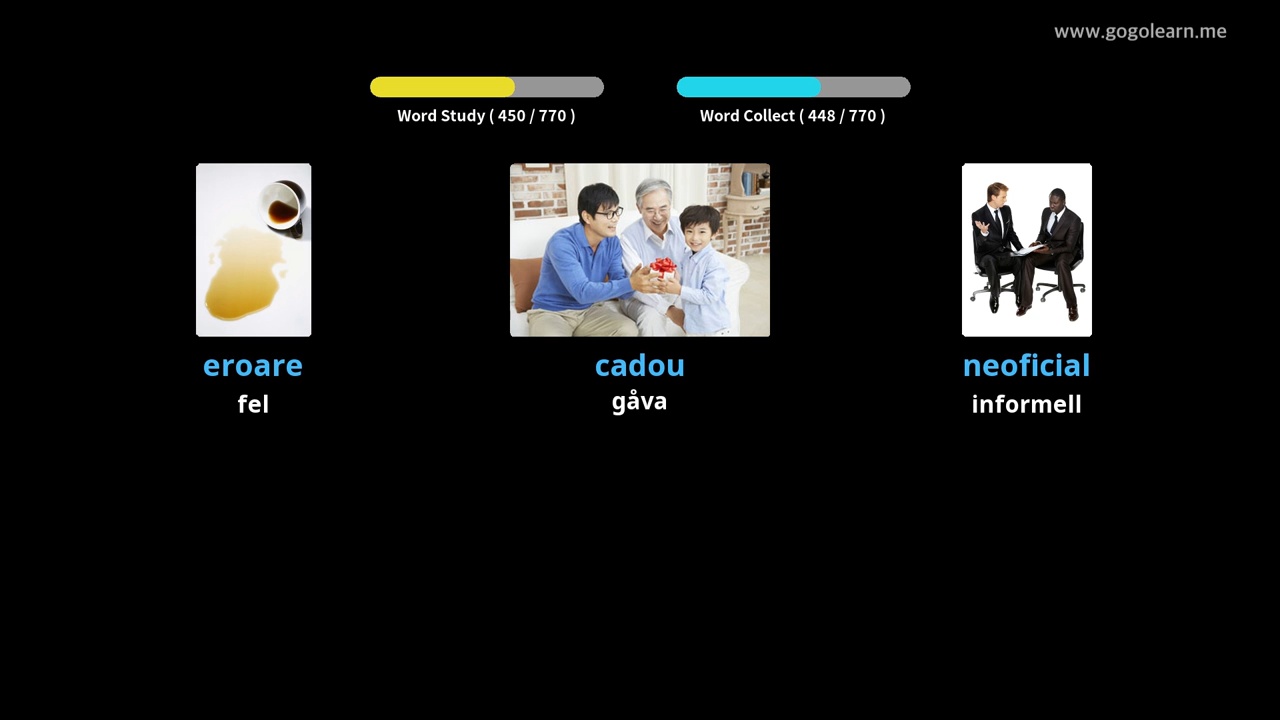 www.gogolearn.me
Word Study ( 450 / 770 )
Word Collect ( 448 / 770 )
eroare
fel
cadou
gåva
neoficial
informell